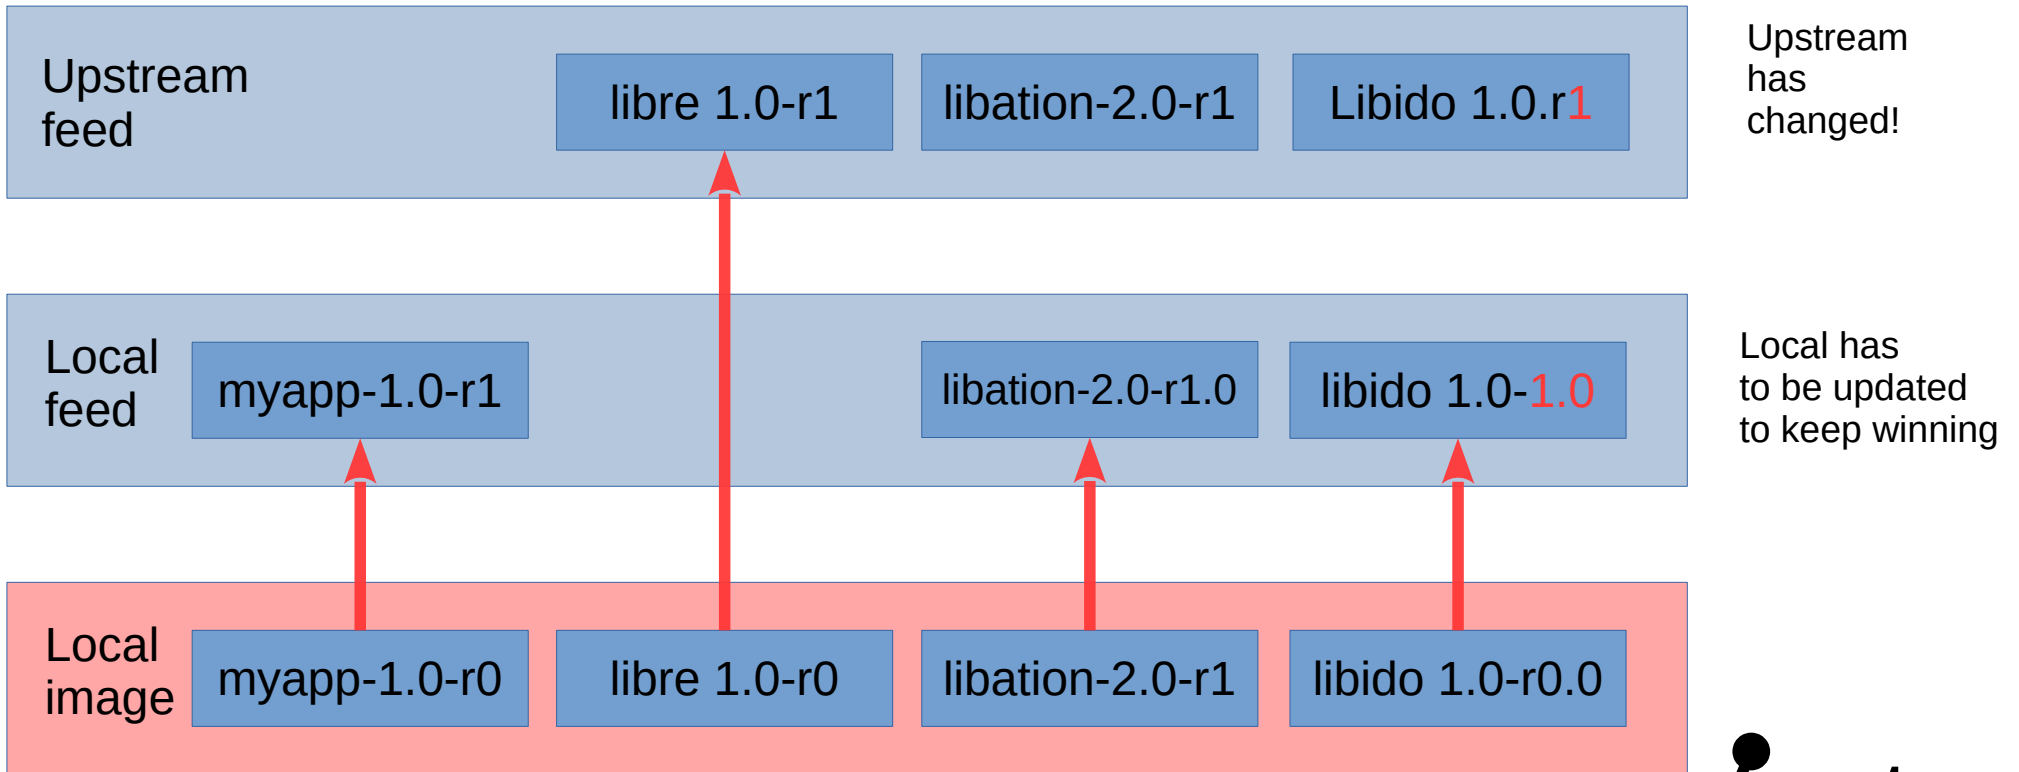 Upstream
feed
libre 1.0-r1
libation-2.0-r1
Libido 1.0.r1
Upstream
has
changed!
Local
feed
myapp-1.0-r1
libation-2.0-r1.0
libido 1.0-1.0
Local has
to be updated
to keep winning
Local
image
myapp-1.0-r0
libre 1.0-r0
libation-2.0-r1
libido 1.0-r0.0